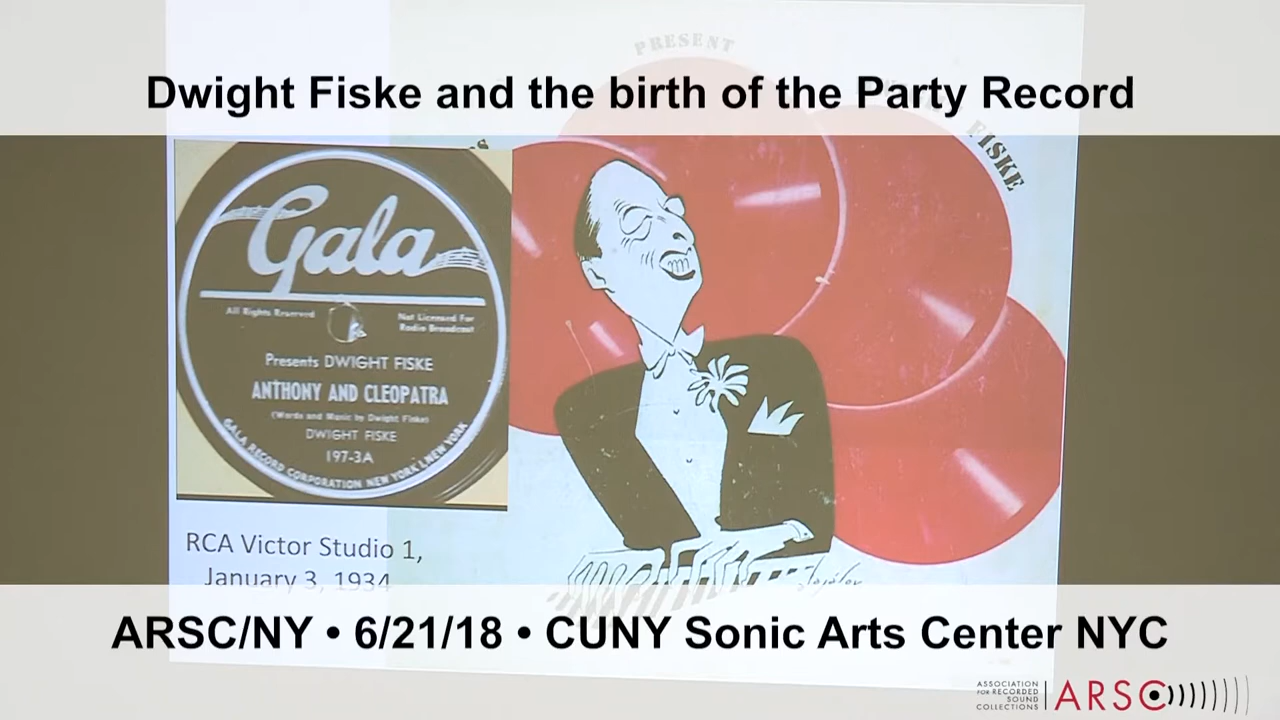 PRESENT
Dwight Fiske and the birth of the Party Record
FISKE
Gala
All Rights Reserved
Not Licensed For
Radio Broadcast
Presents DWIGHT FISKE
ANTHONY AND CLEOPATRA
(Words and Music by Dwight Fiske)
DWIGHT FISKE
197-3A
GALA RECORD CORPORATION NEW YORK I, NEW YORK
RCA Victor Studio 1,
January 3, 1934
ARSC/NY • 6/21/18 • CUNY Sonic Arts Center NYC
ASSOCIATION
FOR RECORDED
SOUND
COLLECTIONS
ARSC